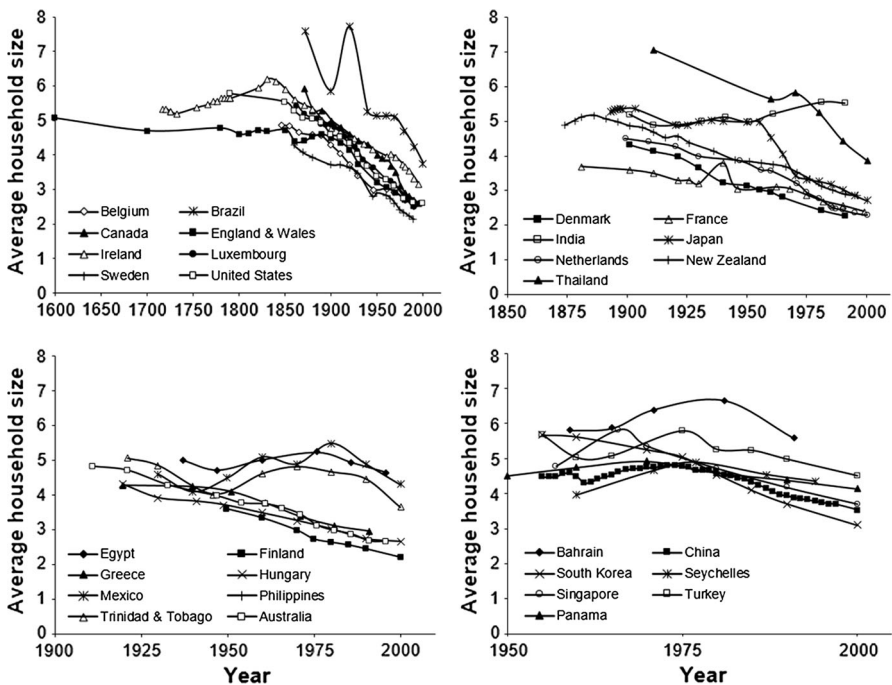 8
7
6
5
4
3
2
1
0
Average household size
Belgium Brazil
Canada England & Wales
Ireland Luxembourg
Sweden United States
1600 1650 1700 1750 1800 1850 1900 1950 2000
8
7
6
5
4
3
2
1
0
Average household size
Denmark France
India Japan
Netherlands New Zealand
Thailand
1850 1875 1900 1925 1950 1975 2000
8
7
6
5
4
3
2
1
0
Average household size
Egypt Finland
Greece Hungary
Mexico Philippines
Trinidad & Tobago Australia
1900 1925 1950 1975 2000
Year
8
7
6
5
4
3
2
1
0
Average household size
Bahrain China
South Korea Seychelles
Singapore Turkey
Panama
1950 1975 2000
Year